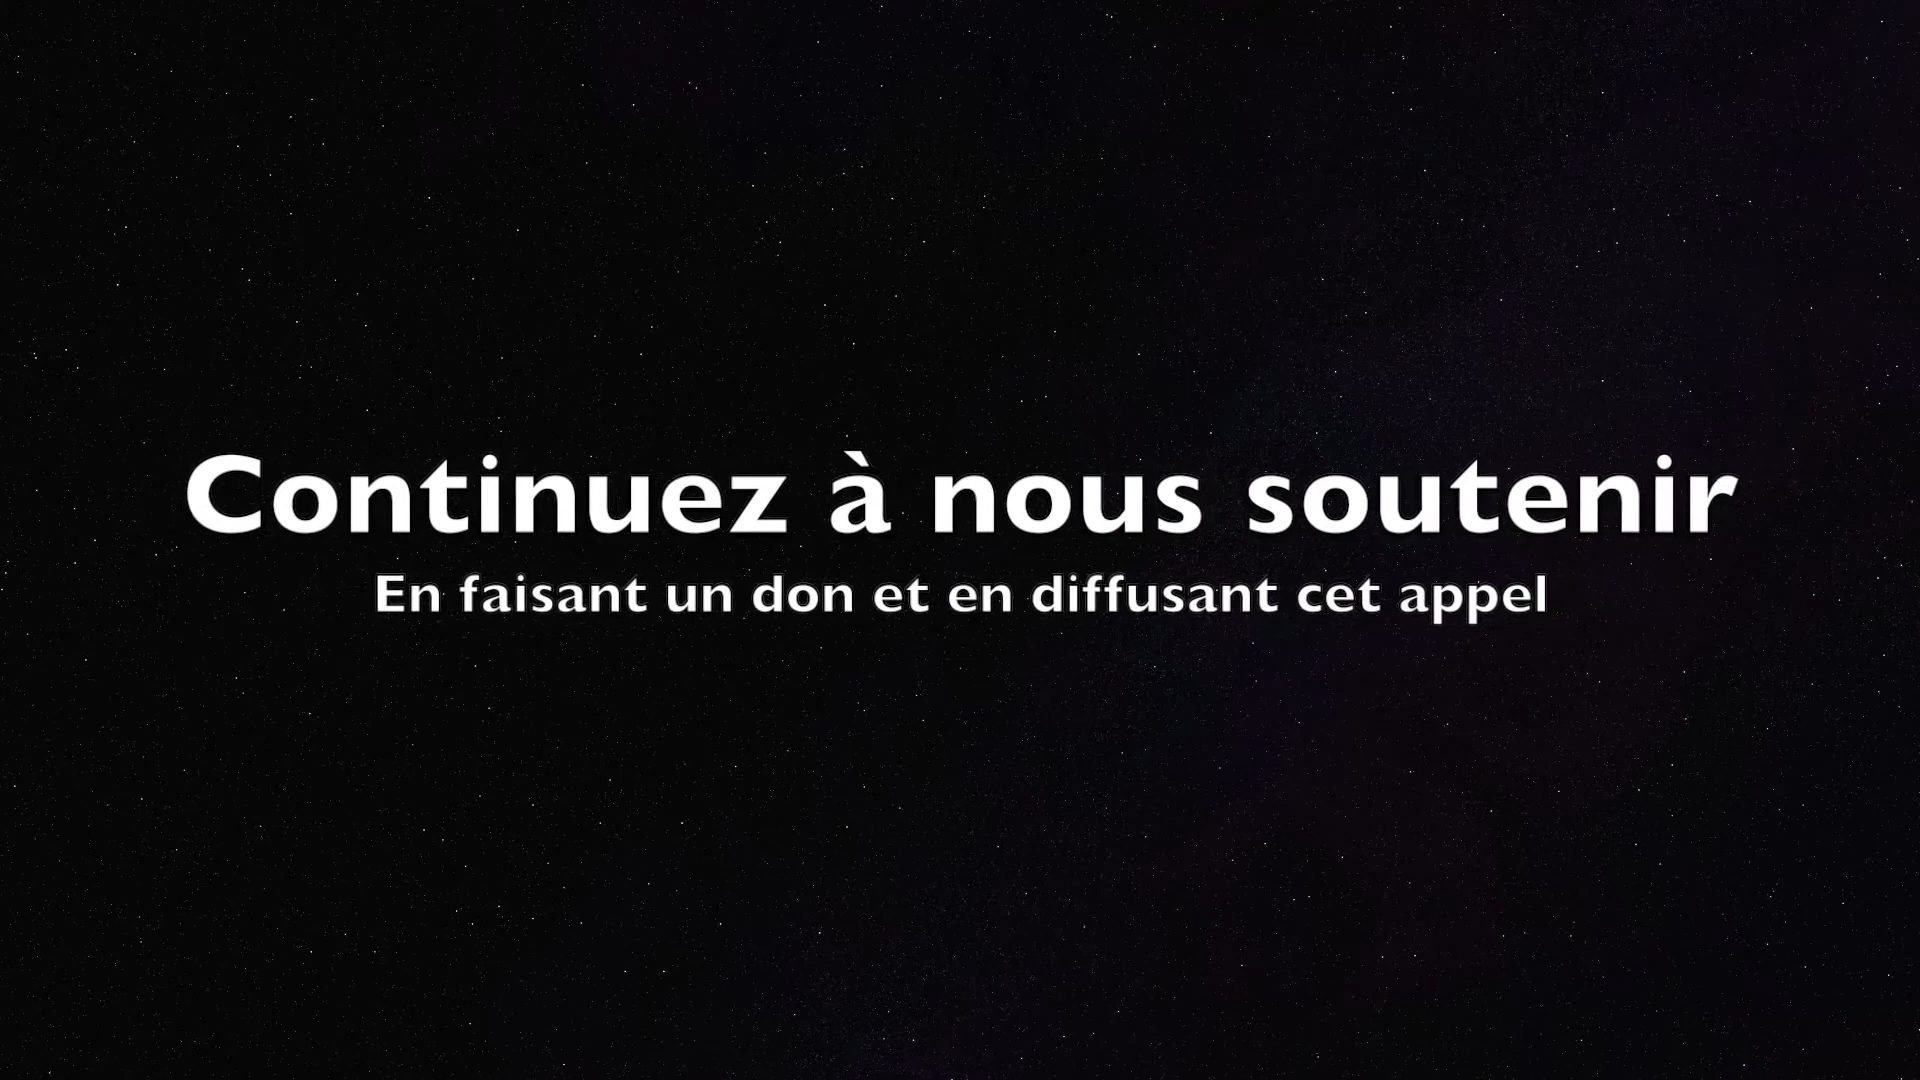 Continuez à nous soutenir
En faisant un don et en diffusant cet appel